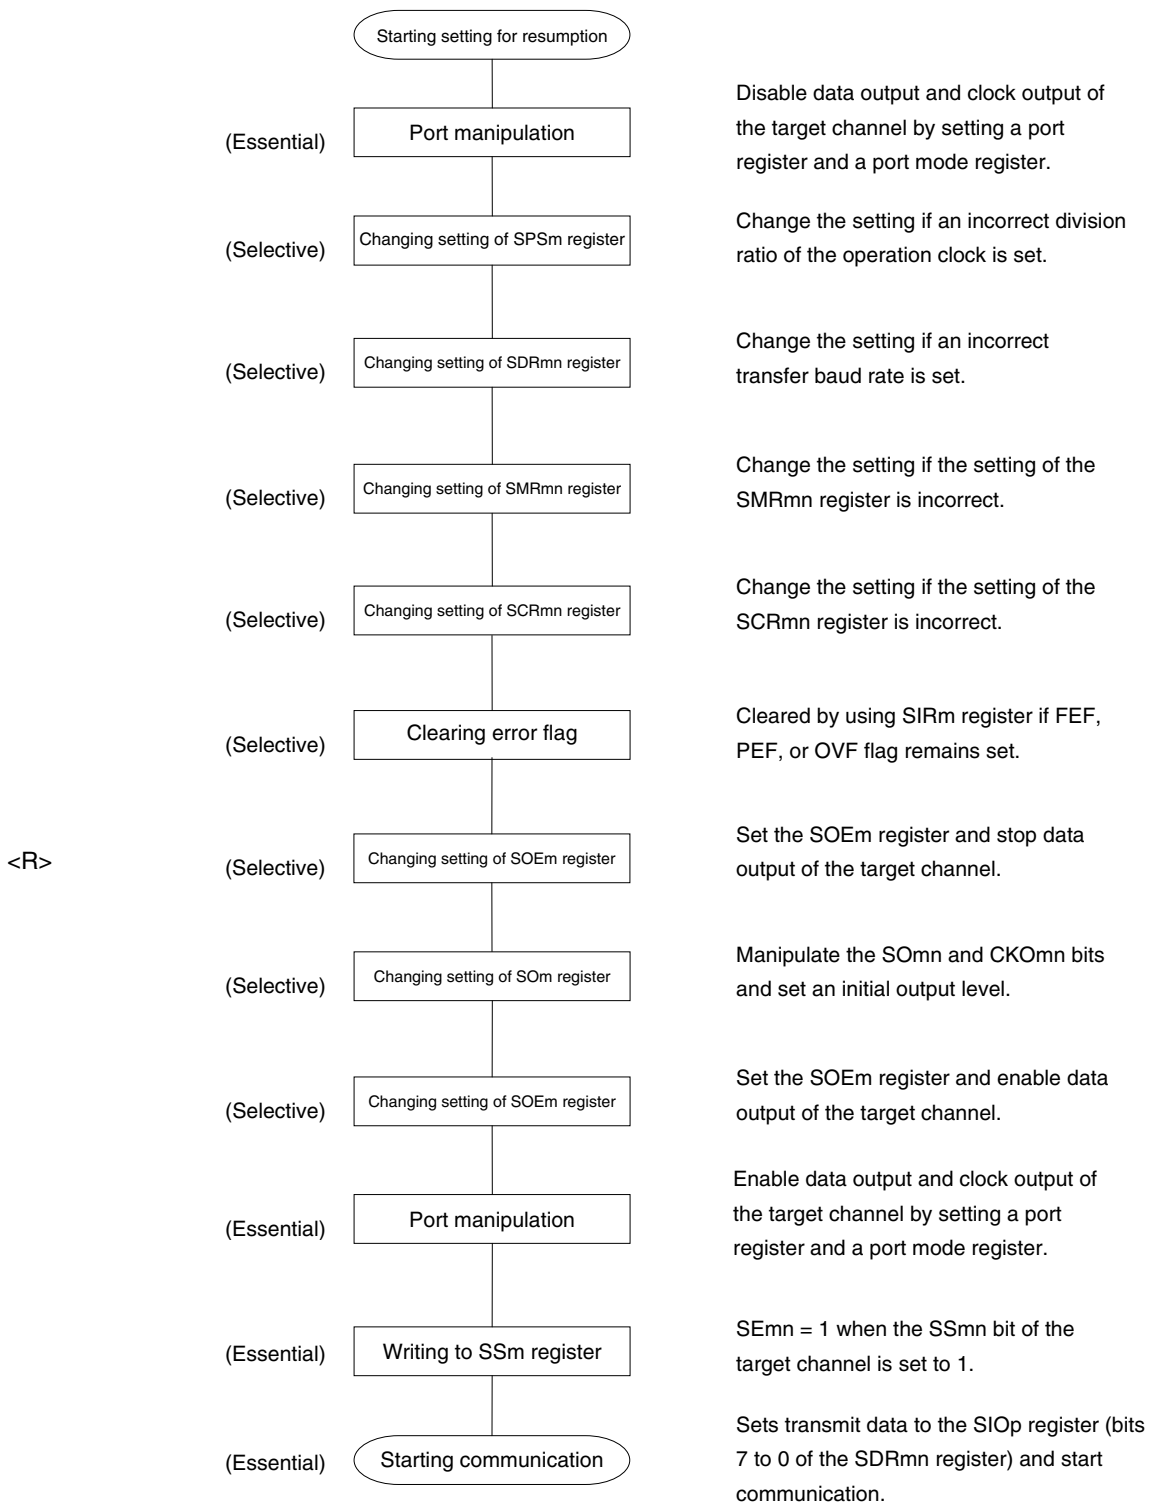 Starting setting for resumption
(Essential)
Port manipulation
Disable data output and clock output of
the target channel by setting a port
register and a port mode register.
(Selective)
Changing setting of SPSm register
Change the setting if an incorrect division
ratio of the operation clock is set.
(Selective)
Changing setting of SDRmn register
Change the setting if an incorrect
transfer baud rate is set.
(Selective)
Changing setting of SMRmn register
Change the setting if the setting of the
SMRmn register is incorrect.
(Selective)
Changing setting of SCRmn register
Change the setting if the setting of the
SCRmn register is incorrect.
(Selective)
Clearing error flag
Cleared by using SIRm register if FEF,
PEF, or OVF flag remains set.
<R>
(Selective)
Changing setting of SOEm register
Set the SOEm register and stop data
output of the target channel.
(Selective)
Changing setting of SOm register
Manipulate the SOmn and CKOmn bits
and set an initial output level.
(Selective)
Changing setting of SOEm register
Set the SOEm register and enable data
output of the target channel.
(Essential)
Port manipulation
Enable data output and clock output of
the target channel by setting a port
register and a port mode register.
(Essential)
Writing to SSm register
SEmn = 1 when the SSmn bit of the
target channel is set to 1.
(Essential)
Starting communication
Sets transmit data to the SIOp register (bits
7 to 0 of the SDRmn register) and start
communication.